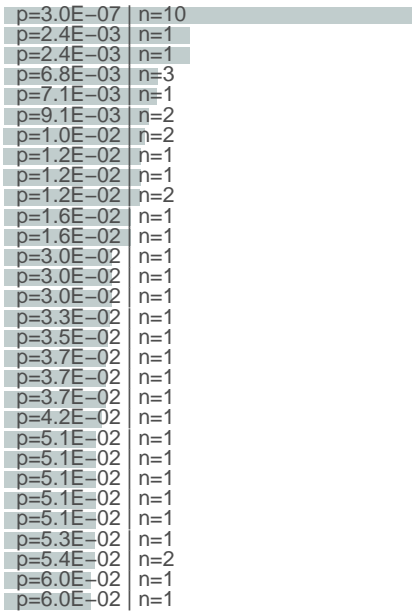 p=3.0E−07 | n=10
p=2.4E−03 | n=1
p=2.4E−03 | n=1
p=6.8E−03 | n=3
p=7.1E−03 | n=1
p=9.1E−03 | n=2
p=1.0E−02 | n=2
p=1.2E−02 | n=1
p=1.2E−02 | n=1
p=1.2E−02 | n=2
p=1.6E−02 | n=1
p=1.6E−02 | n=1
p=3.0E−02 | n=1
p=3.0E−02 | n=1
p=3.0E−02 | n=1
p=3.3E−02 | n=1
p=3.5E−02 | n=1
p=3.7E−02 | n=1
p=3.7E−02 | n=1
p=3.7E−02 | n=1
p=4.2E−02 | n=1
p=5.1E−02 | n=1
p=5.1E−02 | n=1
p=5.1E−02 | n=1
p=5.1E−02 | n=1
p=5.1E−02 | n=1
p=5.3E−02 | n=1
p=5.4E−02 | n=2
p=6.0E−02 | n=1
p=6.0E−02 | n=1